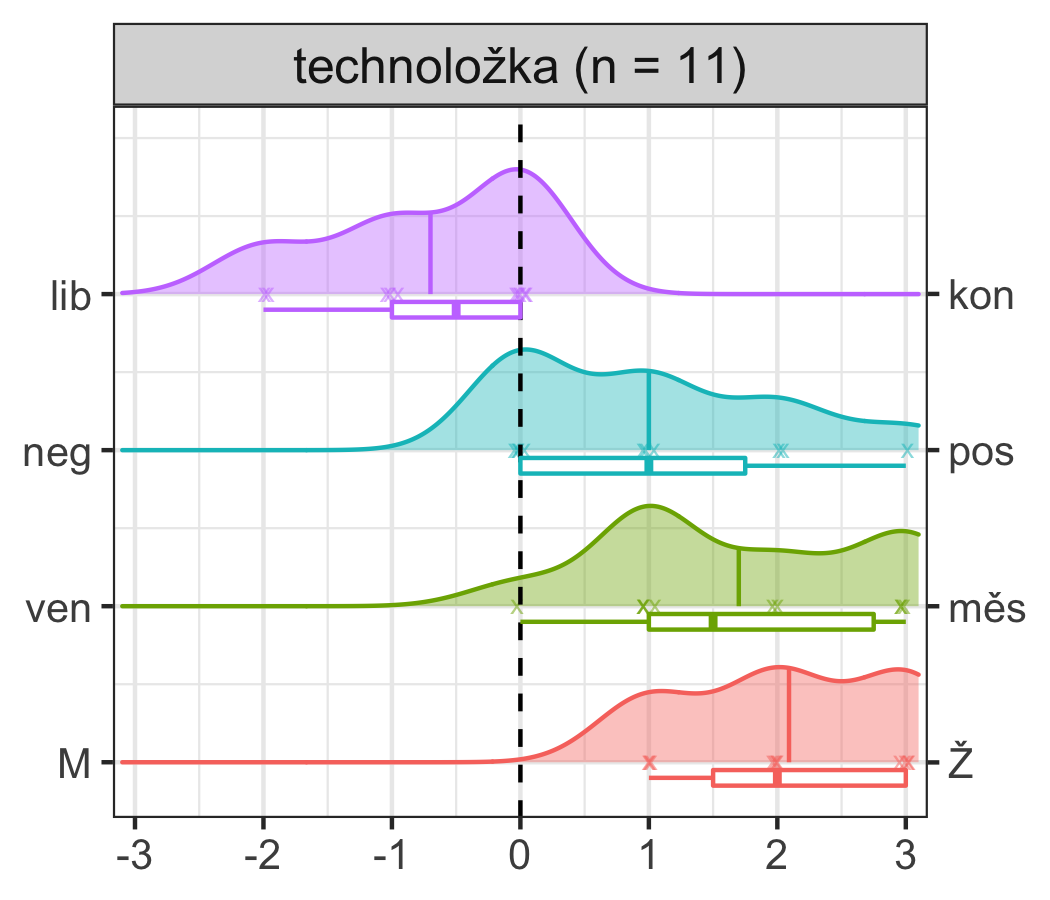 technoložka (n = 11)
lib kon
neg pos
ven měs
M Ž
-3 -2 -1 0 1 2 3